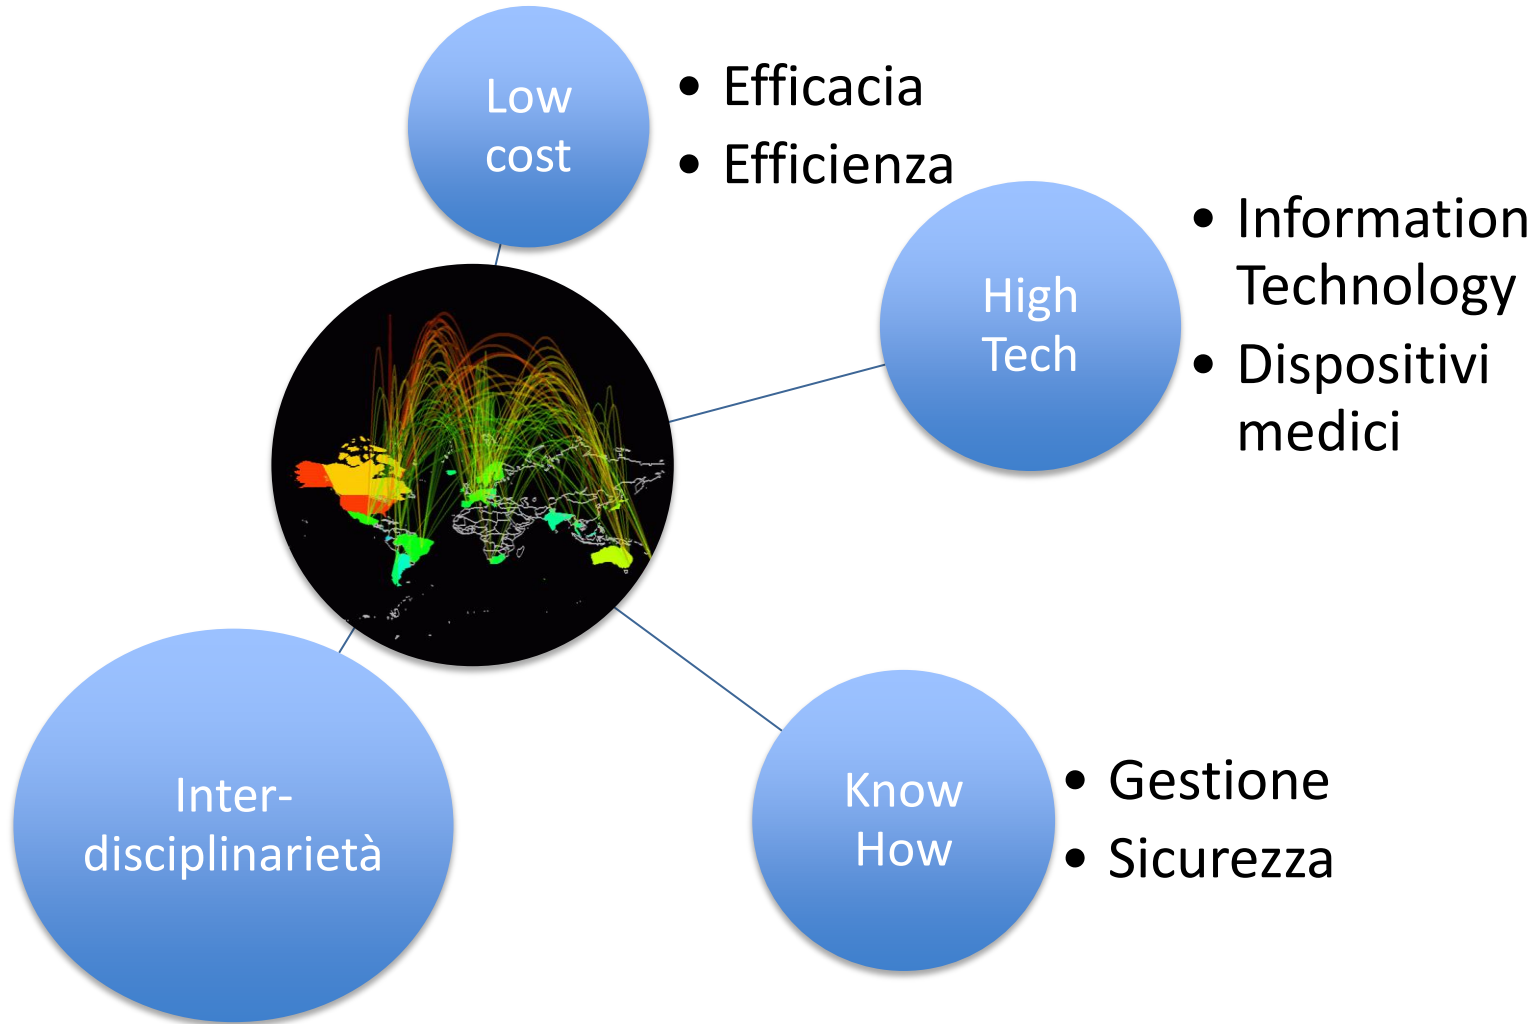 Low
cost
• Efficacia
• Efficienza
High
Tech
• Information
Technology
• Dispositivi
medici
Know
How
• Gestione
• Sicurezza
Inter-
disciplinarietà